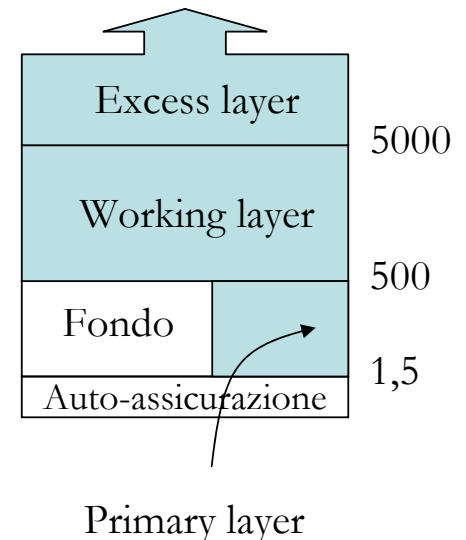 Excess layer
5000
Working layer
500
Fondo
1,5
Auto-assicurazione
Primary layer